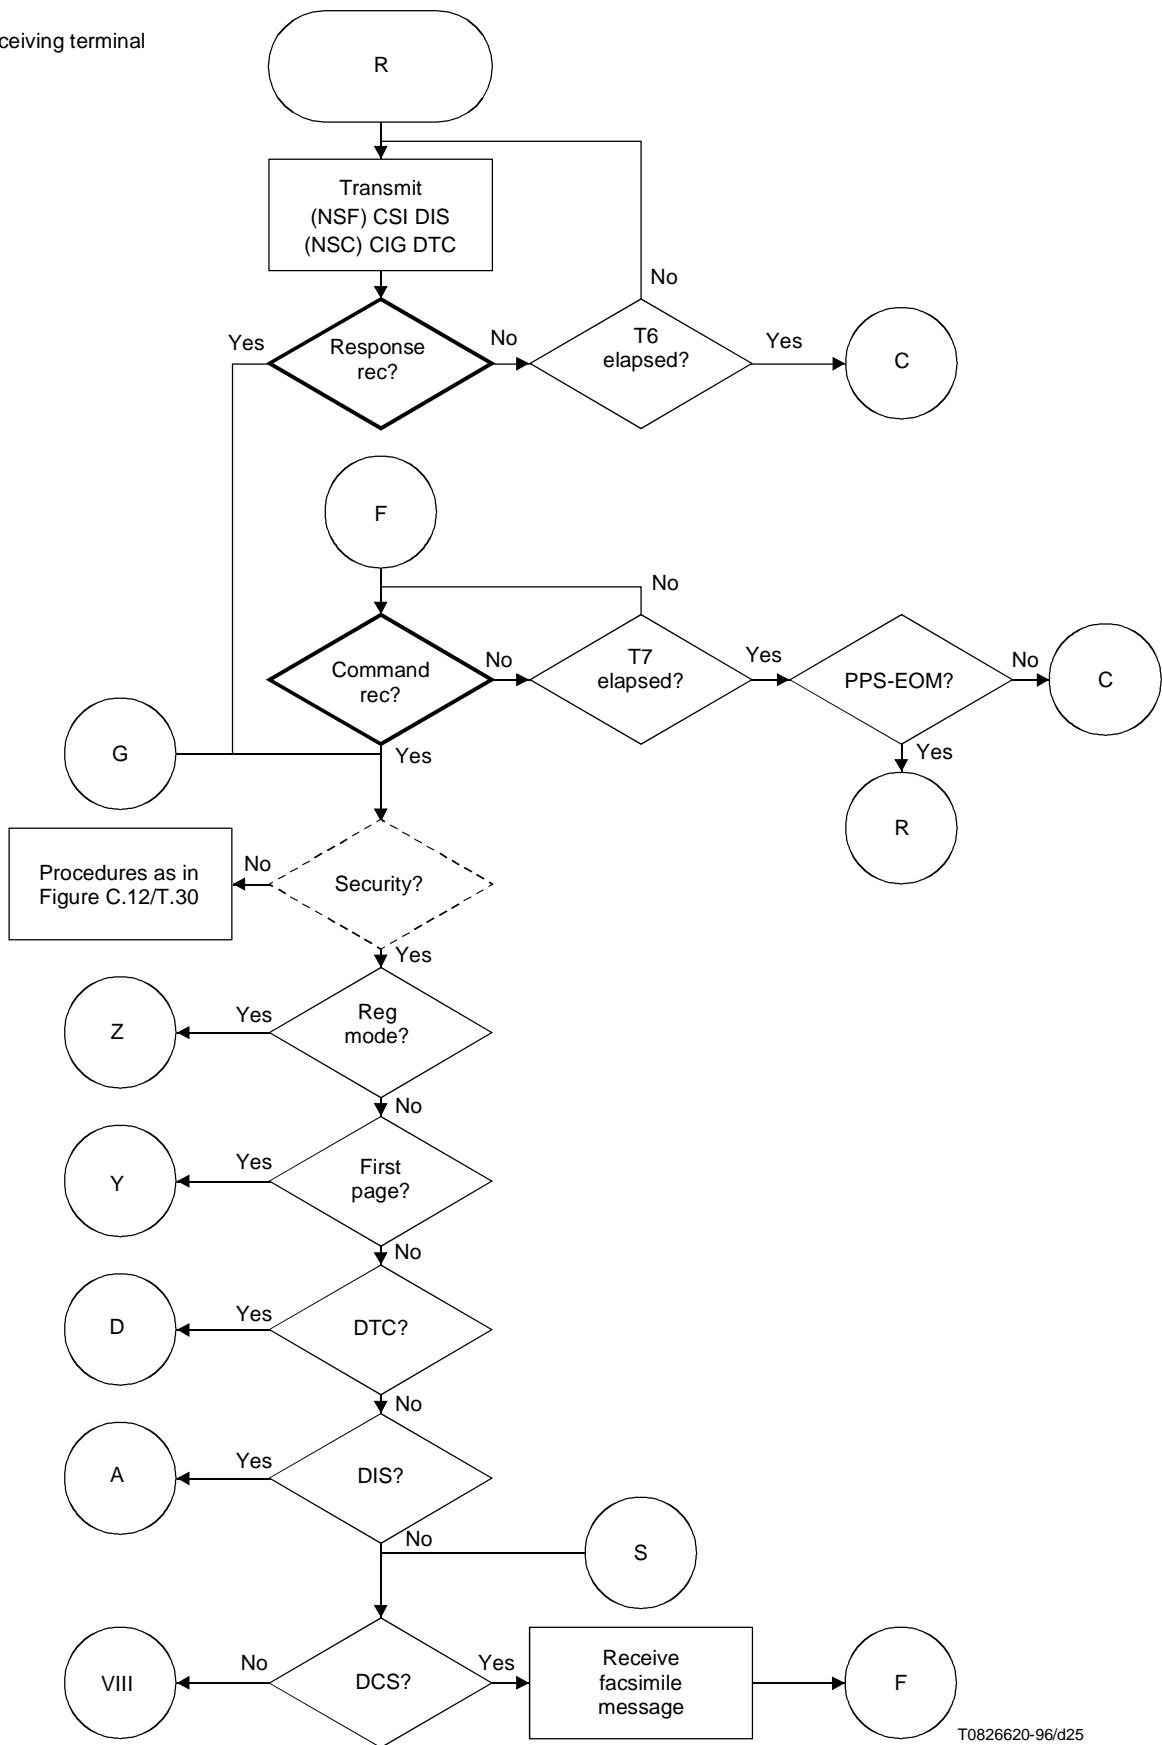 ceiving terminal
R
Transmit
(NSF) CSI DIS
(NSC) CIG DTC
No
Yes
Response
rec?
No
T6
elapsed?
Yes
C
F
No
Command
rec?
No
T7
elapsed?
Yes
PPS-EOM?
No
C
G
Yes
Yes
R
Procedures as in
Figure C.12/T.30
No
Security?
Yes
Z
Yes
Reg
mode?
No
Y
Yes
First
page?
No
D
Yes
DTC?
No
A
Yes
DIS?
No
S
VIII
No
DCS?
Yes
Receive
facsimile
message
F
T0826620-96/d25